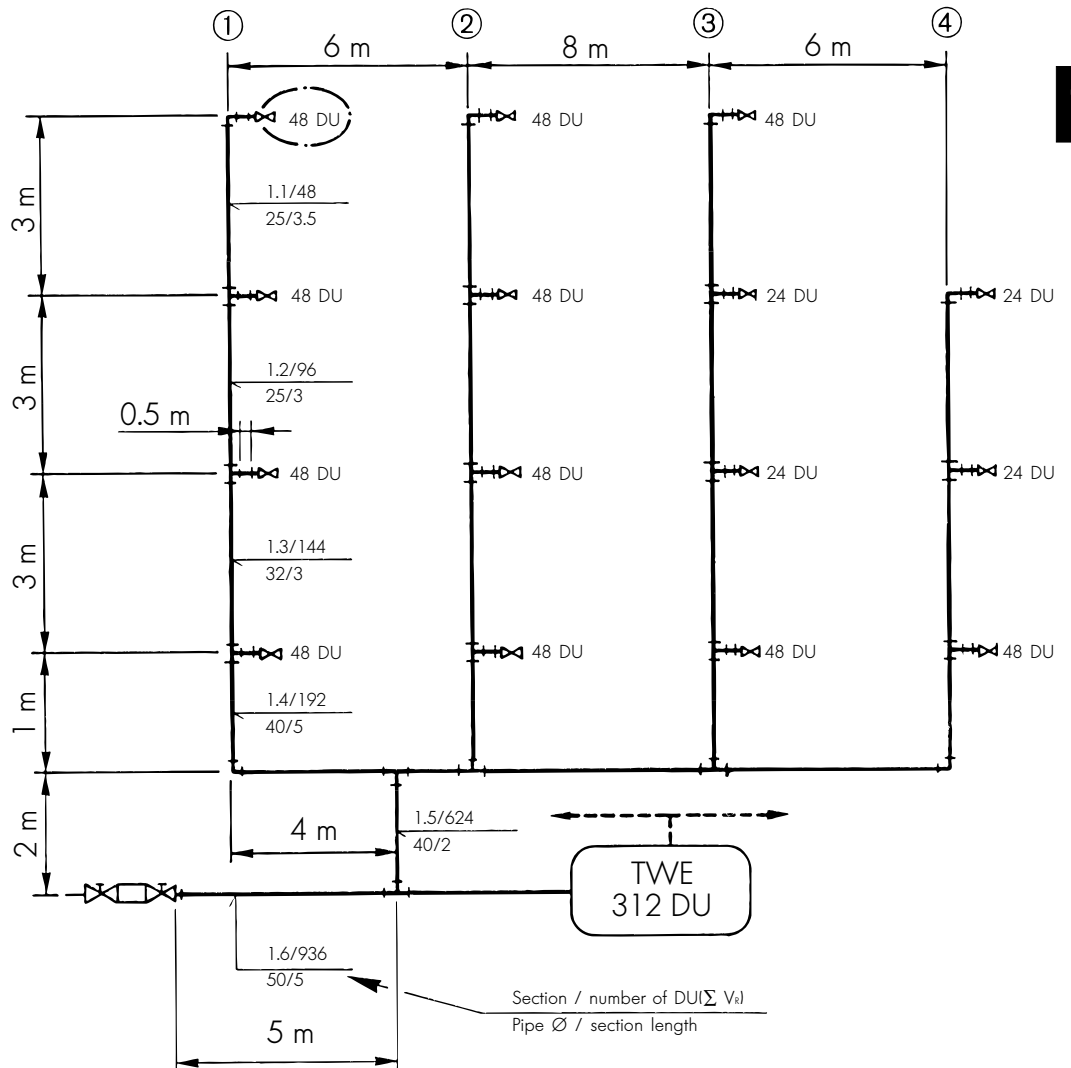 ① ② ③ ④
6 m 8 m 6 m
48 DU 48 DU 48 DU
3 m
1.1/48
25/3.5
48 DU 48 DU 24 DU 24 DU
3 m
1.2/96
25/3
0.5 m
48 DU 48 DU 24 DU 24 DU
3 m
1.3/144
32/3
48 DU 48 DU 48 DU 48 DU
1 m
1.4/192
40/5
2 m
4 m
1.5/624
40/2
TWE
312 DU
1.6/936
50/5
Section / number of DU(∑ VR)
Pipe Ø / section length
5 m